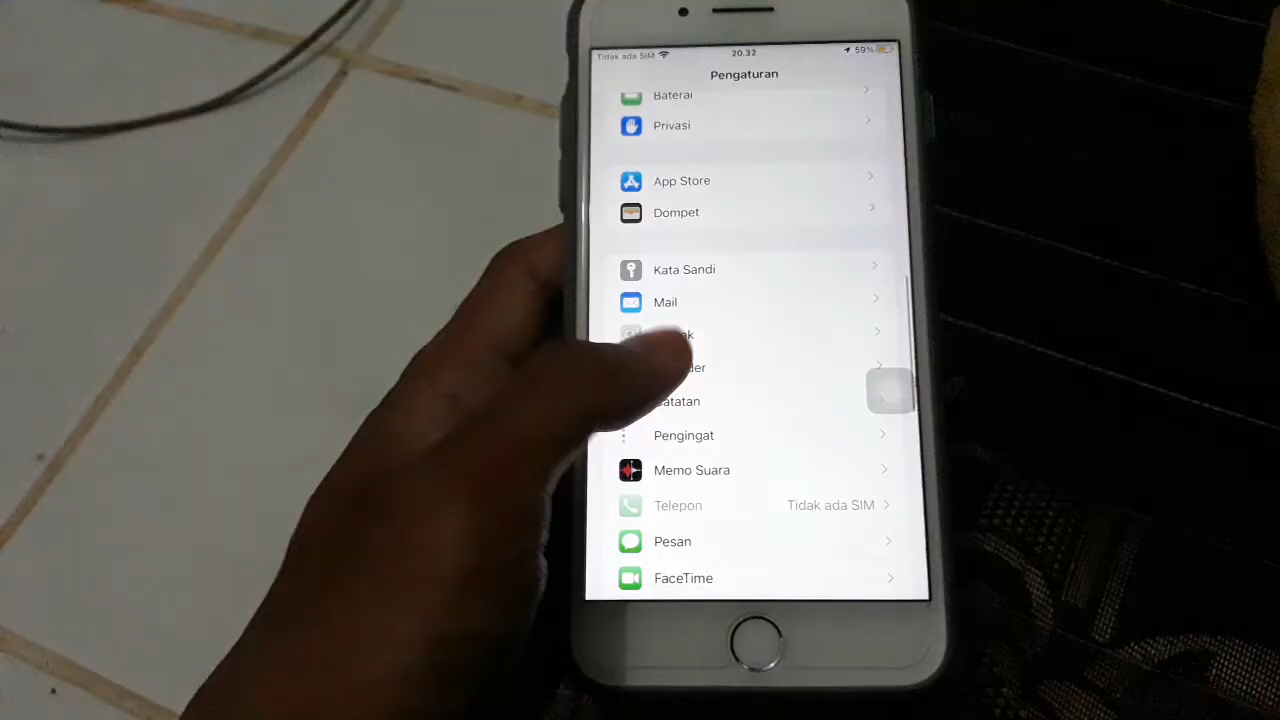 Tidak ada SIM 20.32 59%
Pengaturan
Baterai
Privasi
App Store
Dompet
Kata Sandi
Mail
Pengingat
Memo Suara
Telepon Tidak ada SIM
Pesan
FaceTime